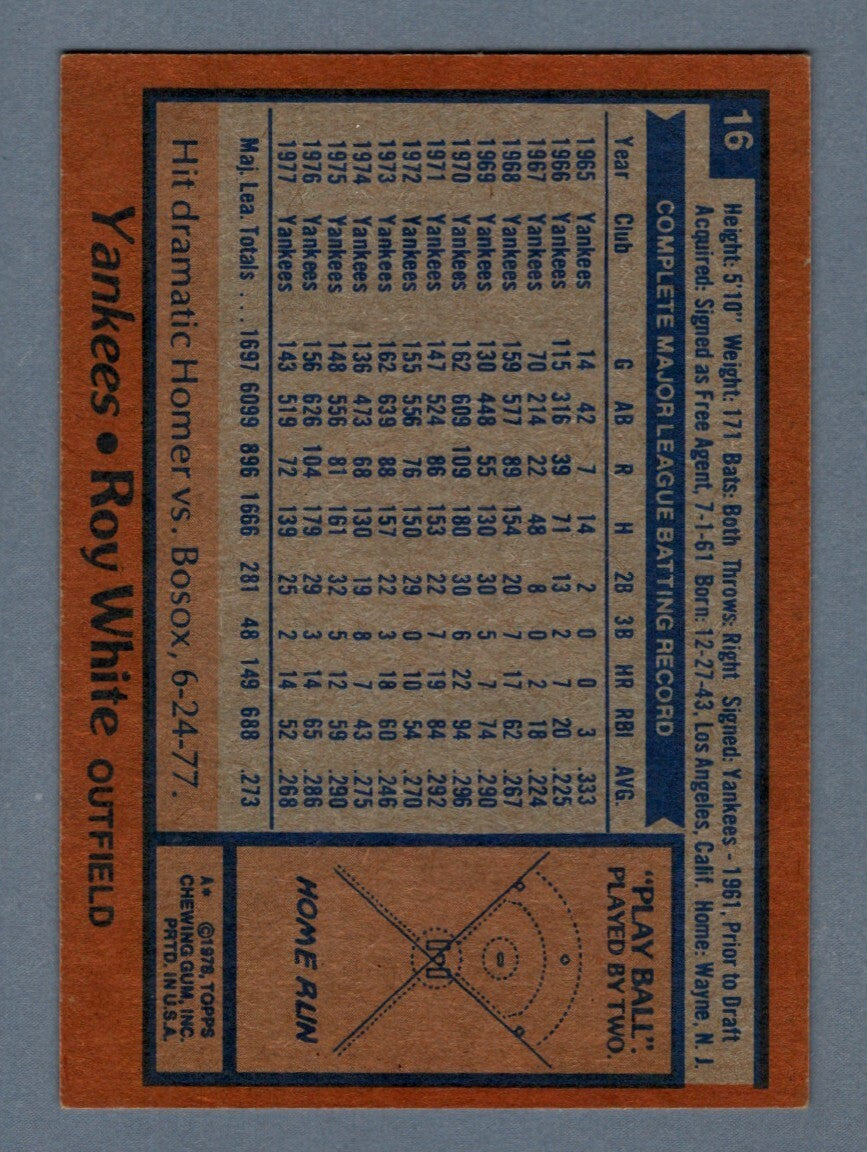 16
Height: 5'10" Weight: 171 Bats: Both Throws: Right Signed: Yankees - 1961, Prior to Draft
Acquired: Signed as Free Agent, 7-1-61 Born: 12-27-43, Los Angeles, Calif. Home: Wayne, N. J.
COMPLETE MAJOR LEAGUE BATTING RECORD
Year Club G AB R H 2B 3B HR RBI AVG.
1965 Yankees 14 42 7 14 2 0 0 3 .333
1966 Yankees 115 316 39 71 13 2 7 20 .225
1967 Yankees 70 214 22 48 8 0 2 18 .224
1968 Yankees 159 577 89 154 20 7 17 62 .267
1969 Yankees 130 448 55 130 30 5 7 74 .290
1970 Yankees 162 609 109 180 30 6 22 94 .296
1971 Yankees 147 524 86 153 22 7 19 84 .292
1972 Yankees 155 556 76 150 29 0 10 54 .270
1973 Yankees 162 639 88 157 22 3 18 60 .246
1974 Yankees 136 473 68 130 19 8 7 43 .275
1975 Yankees 148 556 81 161 32 5 12 59 .290
1976 Yankees 156 626 104 179 29 3 14 65 .286
1977 Yankees 143 519 72 139 25 2 14 52 .268
Maj. Lea. Totals .... 1697 6099 896 1666 281 48 149 688 .273
Hit dramatic Homer vs. Bosox, 6-24-77.
"PLAY BALL":
PLAYED BY TWO.
HOME RUN
A* ©1978, TOPPS
CHEWING GUM, INC.
PRTD. IN U.S.A.
Yankees • Roy White OUTFIELD